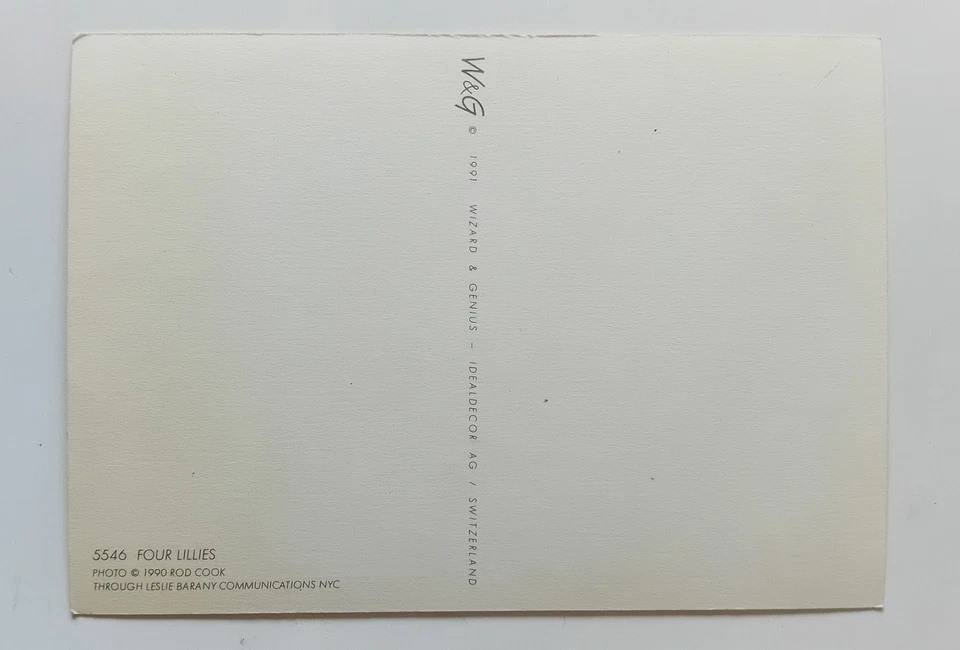 W&G © 1991 WIZARD & GENIUS – IDEALDECOR AG / SWITZERLAND
5546 FOUR LILLIES
PHOTO © 1990 ROD COOK
THROUGH LESLIE BARANY COMMUNICATIONS NYC